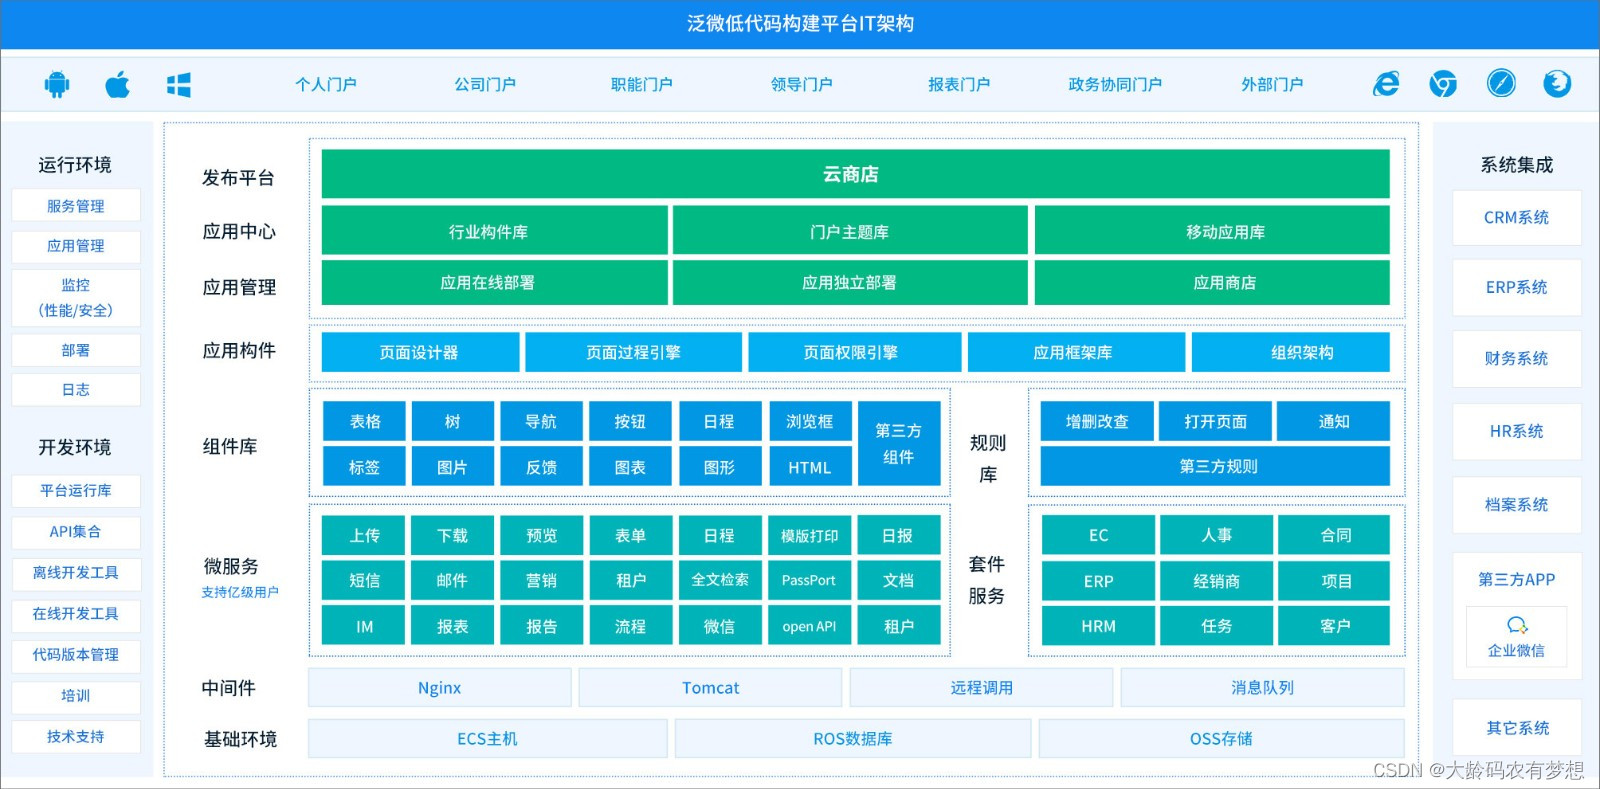 泛微低代码构建平台IT架构
个人门户 公司门户 职能门户 领导门户 报表门户 政务协同门户 外部门户
运行环境
服务管理
应用管理
监控
(性能/安全)
部署
日志
开发环境
平台运行库
API集合
离线开发工具
在线开发工具
代码版本管理
培训
技术支持
发布平台 云商店
应用中心 行业构件库 门户主题库 移动应用库
应用管理 应用在线部署 应用独立部署 应用商店
应用构件 页面设计器 页面过程引擎 页面权限引擎 应用框架库 组织架构
组件库
表格 树 导航 按钮 日程 浏览框
标签 图片 反馈 图表 图形 HTML
第三方
组件
规则
库
增删改查 打开页面 通知
第三方规则
微服务
支持亿级用户
上传 下载 预览 表单 日程 模版打印 日报
短信 邮件 营销 租户 全文检索 PassPort 文档
IM 报表 报告 流程 微信 open API 租户
套件
服务
EC 人事 合同
ERP 经销商 项目
HRM 任务 客户
中间件 Nginx Tomcat 远程调用 消息队列
基础环境 ECS主机 ROS数据库 OSS存储
系统集成
CRM系统
ERP系统
财务系统
HR系统
档案系统
第三方APP
企业微信
其它系统
CSDN @大龄码农有梦想